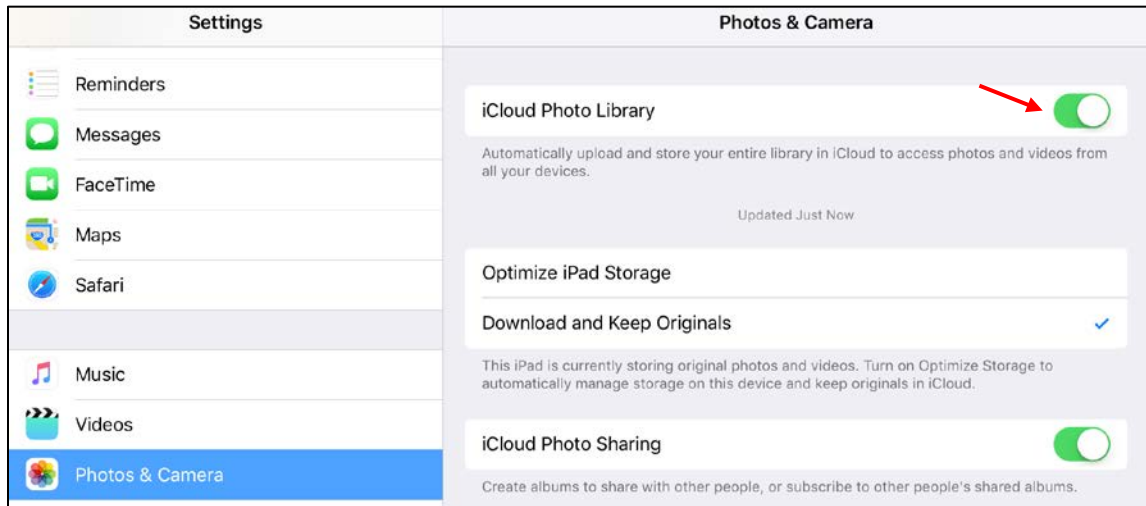 Settings
Reminders
Messages
FaceTime
Maps
Safari
Music
Videos
Photos & Camera
Photos & Camera
iCloud Photo Library
Automatically upload and store your entire library in iCloud to access photos and videos from
all your devices.
Updated Just Now
Optimize iPad Storage
Download and Keep Originals
This iPad is currently storing original photos and videos. Turn on Optimize Storage to
automatically manage storage on this device and keep originals in iCloud.
iCloud Photo Sharing
Create albums to share with other people, or subscribe to other people's shared albums.